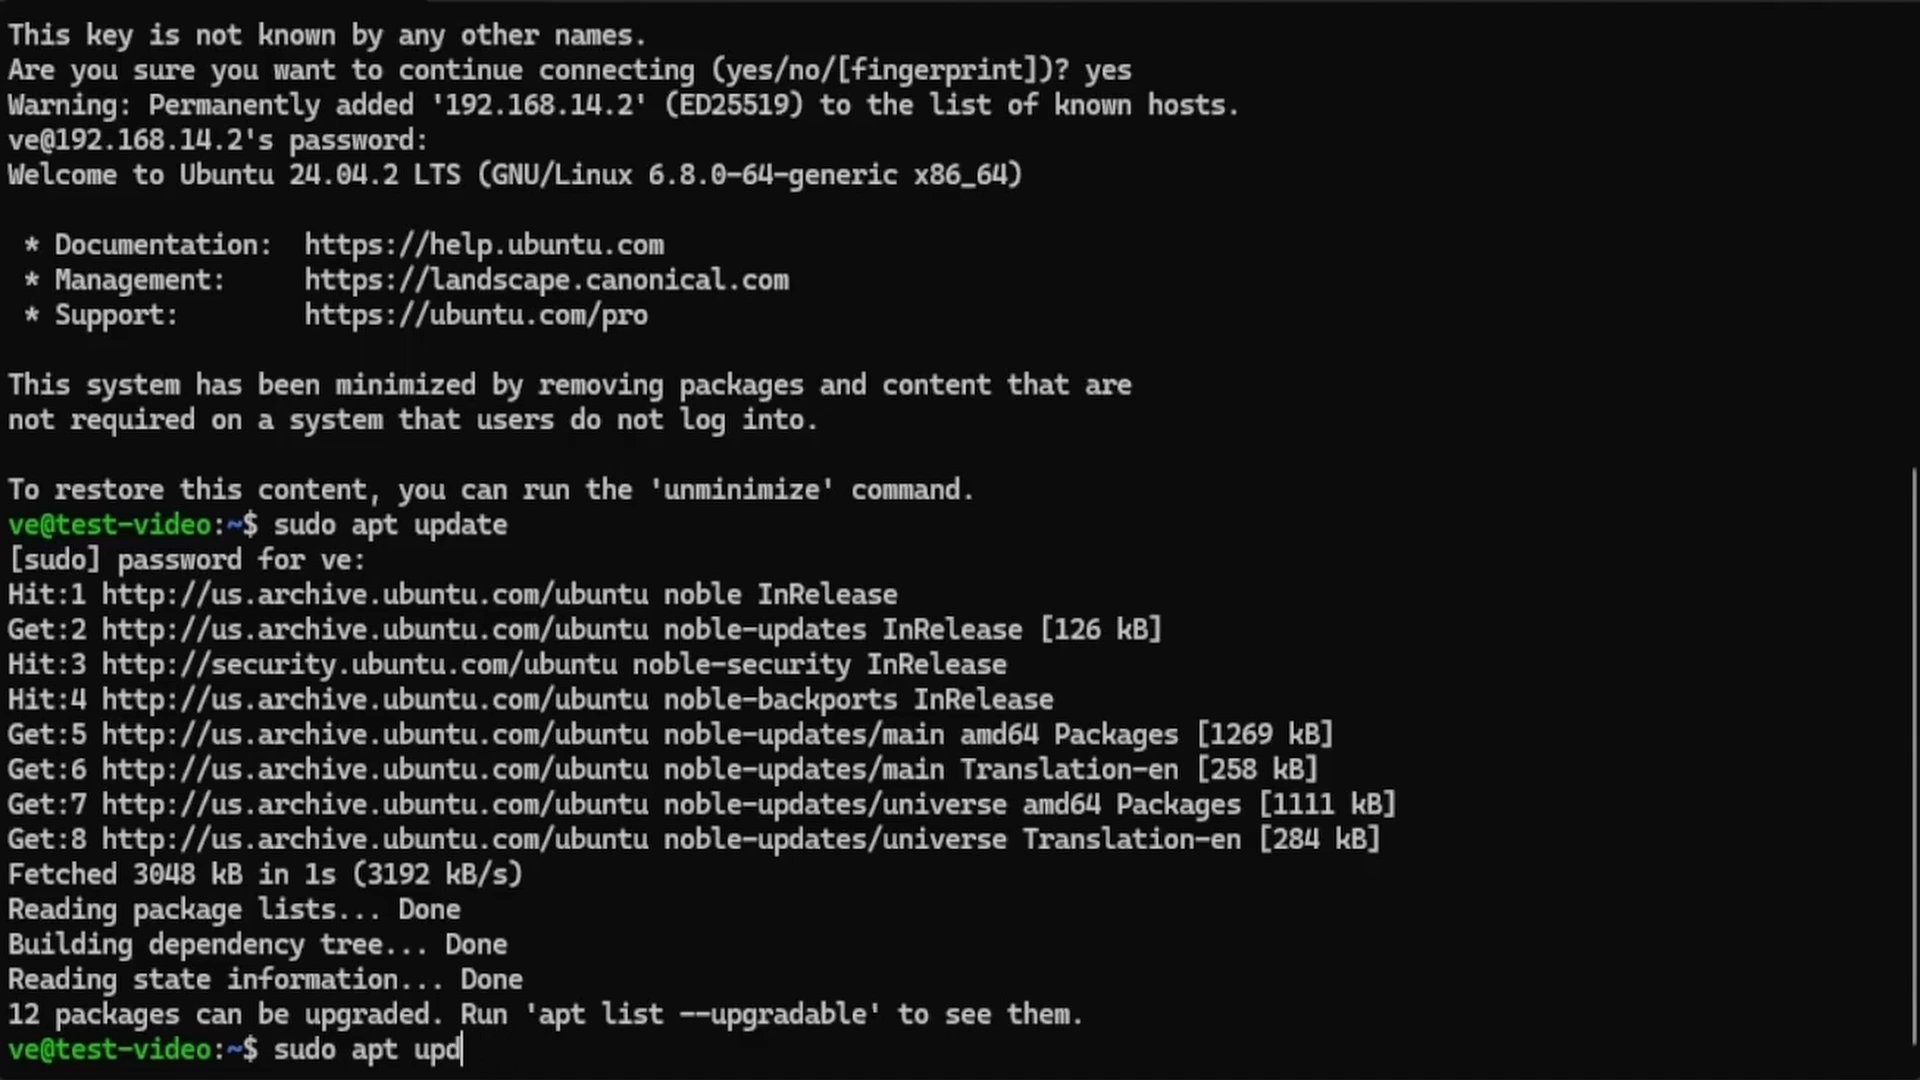 This key is not known by any other names.
Are you sure you want to continue connecting (yes/no/[fingerprint])? yes
Warning: Permanently added '192.168.14.2' (ED25519) to the list of known hosts.
ve@192.168.14.2's password:
Welcome to Ubuntu 24.04.2 LTS (GNU/Linux 6.8.0-64-generic x86_64)

 * Documentation:  https://help.ubuntu.com
 * Management:     https://landscape.canonical.com
 * Support:        https://ubuntu.com/pro

This system has been minimized by removing packages and content that are
not required on a system that users do not log into.

To restore this content, you can run the 'unminimize' command.
ve@test-video:~$ sudo apt update
[sudo] password for ve:
Hit:1 http://us.archive.ubuntu.com/ubuntu noble InRelease
Get:2 http://us.archive.ubuntu.com/ubuntu noble-updates InRelease [126 kB]
Hit:3 http://security.ubuntu.com/ubuntu noble-security InRelease
Hit:4 http://us.archive.ubuntu.com/ubuntu noble-backports InRelease
Get:5 http://us.archive.ubuntu.com/ubuntu noble-updates/main amd64 Packages [1269 kB]
Get:6 http://us.archive.ubuntu.com/ubuntu noble-updates/main Translation-en [258 kB]
Get:7 http://us.archive.ubuntu.com/ubuntu noble-updates/universe amd64 Packages [1111 kB]
Get:8 http://us.archive.ubuntu.com/ubuntu noble-updates/universe Translation-en [284 kB]
Fetched 3048 kB in 1s (3192 kB/s)
Reading package lists... Done
Building dependency tree... Done
Reading state information... Done
12 packages can be upgraded. Run 'apt list --upgradable' to see them.
ve@test-video:~$ sudo apt upd